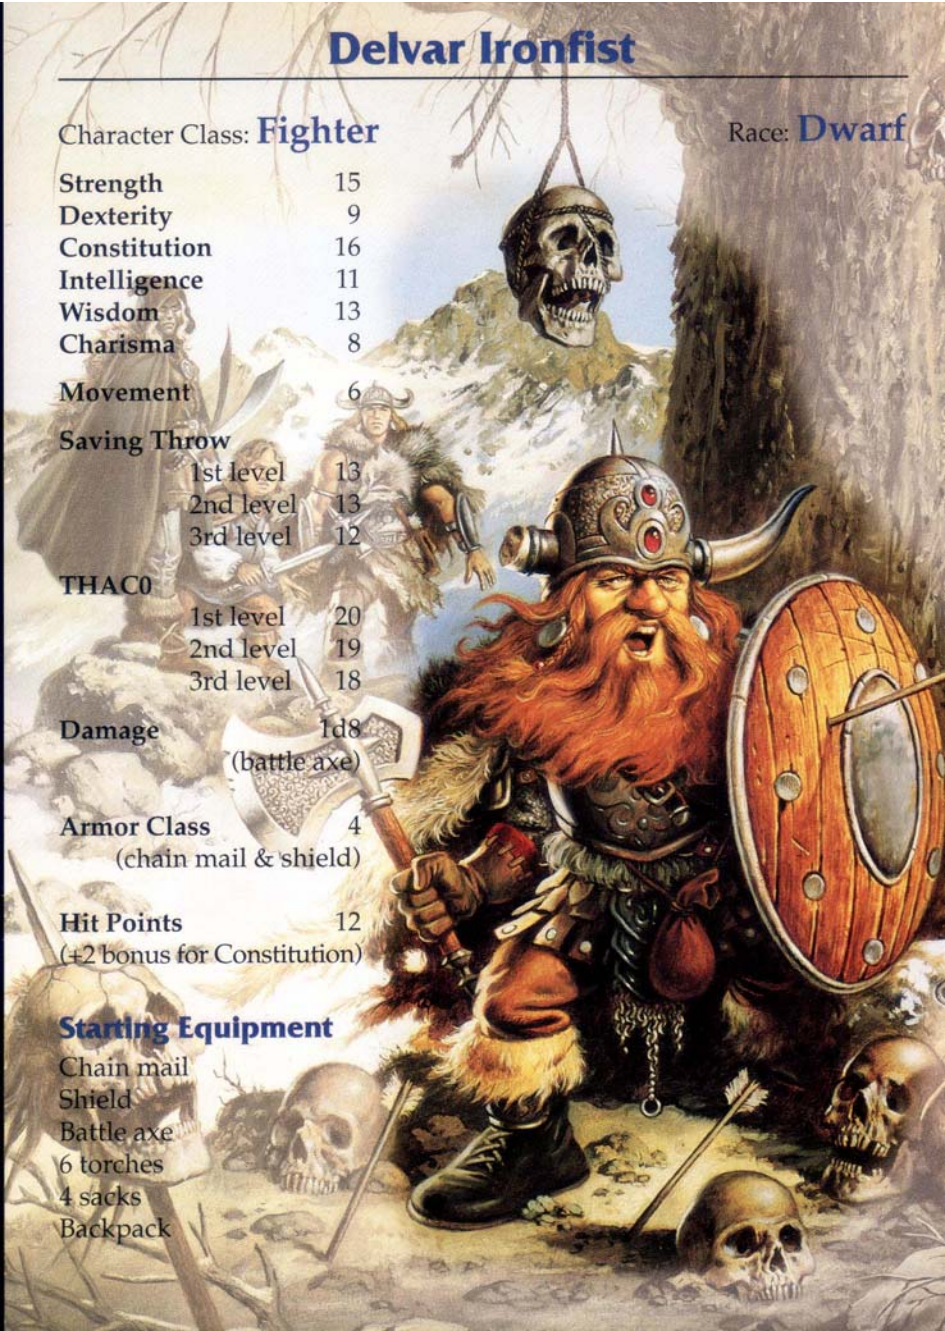 Delvar Ironfist
Character Class: Fighter
Race: Dwarf
Strength 15
Dexterity 9
Constitution 16
Intelligence 11
Wisdom 13
Charisma 8
Movement 6
Saving Throw
1st level 13
2nd level 13
3rd level 12
THAC0
1st level 20
2nd level 19
3rd level 18
Damage 1d8
(battle axe)
Armor Class 4
(chain mail & shield)
Hit Points 12
(+2 bonus for Constitution)
Starting Equipment
Chain mail
Shield
Battle axe
6 torches
4 sacks
Backpack